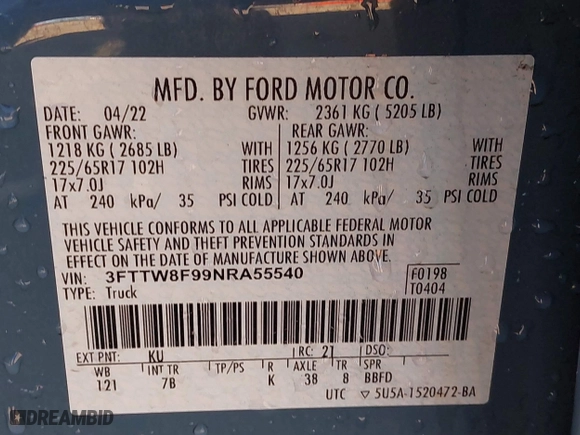 MFD. BY FORD MOTOR CO.
DATE: 04/22 GVWR: 2361 KG ( 5205 LB)
FRONT GAWR: REAR GAWR:
1218 KG ( 2685 LB) WITH 1256 KG ( 2770 LB) WITH
225/65R17 102H TIRES 225/65R17 102H TIRES
17x7.0J RIMS 17x7.0J RIMS
AT 240 kPa/ 35 PSI COLD AT 240 kPa/ 35 PSI COLD
THIS VEHICLE CONFORMS TO ALL APPLICABLE FEDERAL MOTOR
VEHICLE SAFETY AND THEFT PREVENTION STANDARDS IN
EFFECT ON THE DATE OF MANUFACTURE SHOWN ABOVE.
VIN: 3FTTW8F99NRA55540 F0198
TYPE: Truck T0404
EXT PNT: KU RC: 21 DSO:
WB INT TR TP/PS R AXLE TR SPR
121 7B K 38 8 BBFD
UTC ▽ 5U5A-1520472-BA
DREAMBID